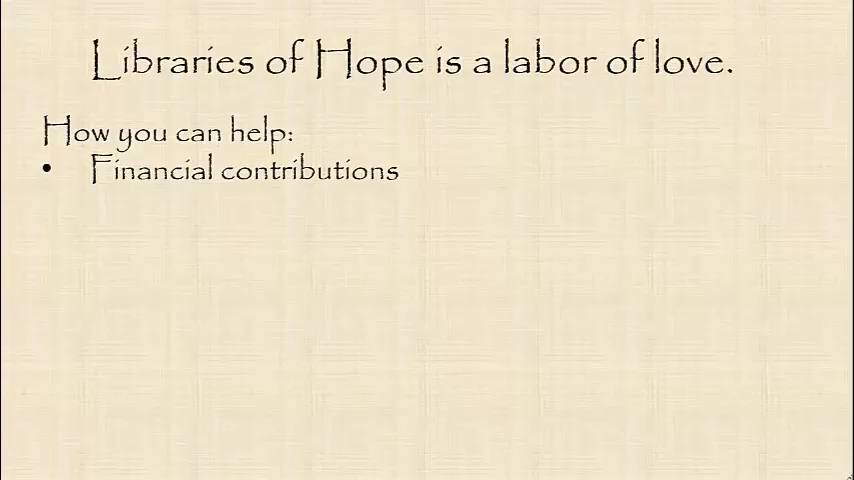 Libraries of Hope is a labor of love.
How you can help:
• Financial contributions